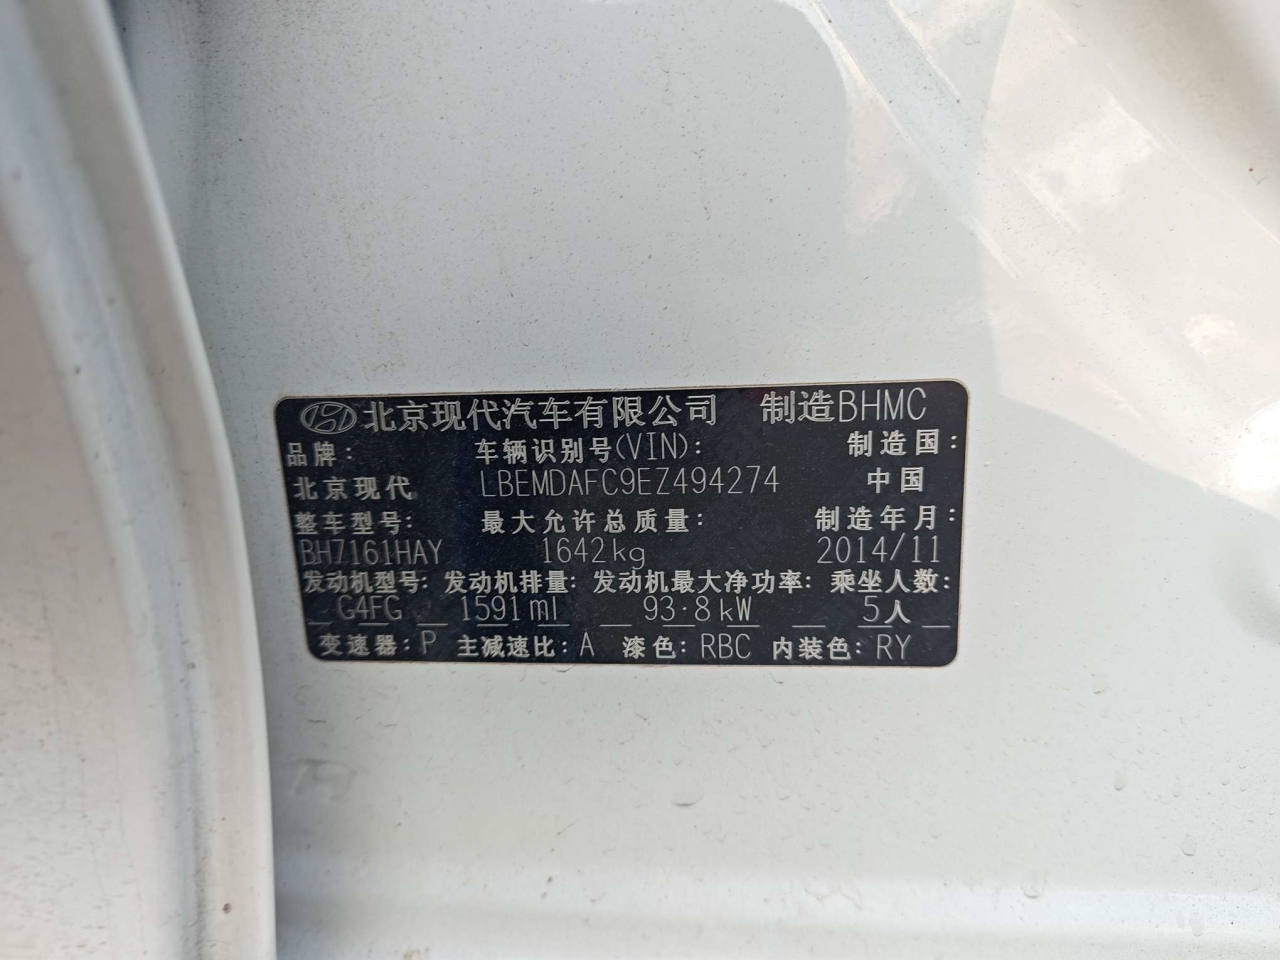 北京现代汽车有限公司 制造BHMC
品牌: 车辆识别号(VIN): 制造国:
北京现代 LBEMDAFC9EZ494274 中国
整车型号: 最大允许总质量: 制造年月:
BH7161HAY 1642kg 2014/11
发动机型号: 发动机排量: 发动机最大净功率: 乘坐人数:
G4FG 1591ml 93.8kW 5人
变速器: P 主减速比: A 漆色: RBC 内装色: RY